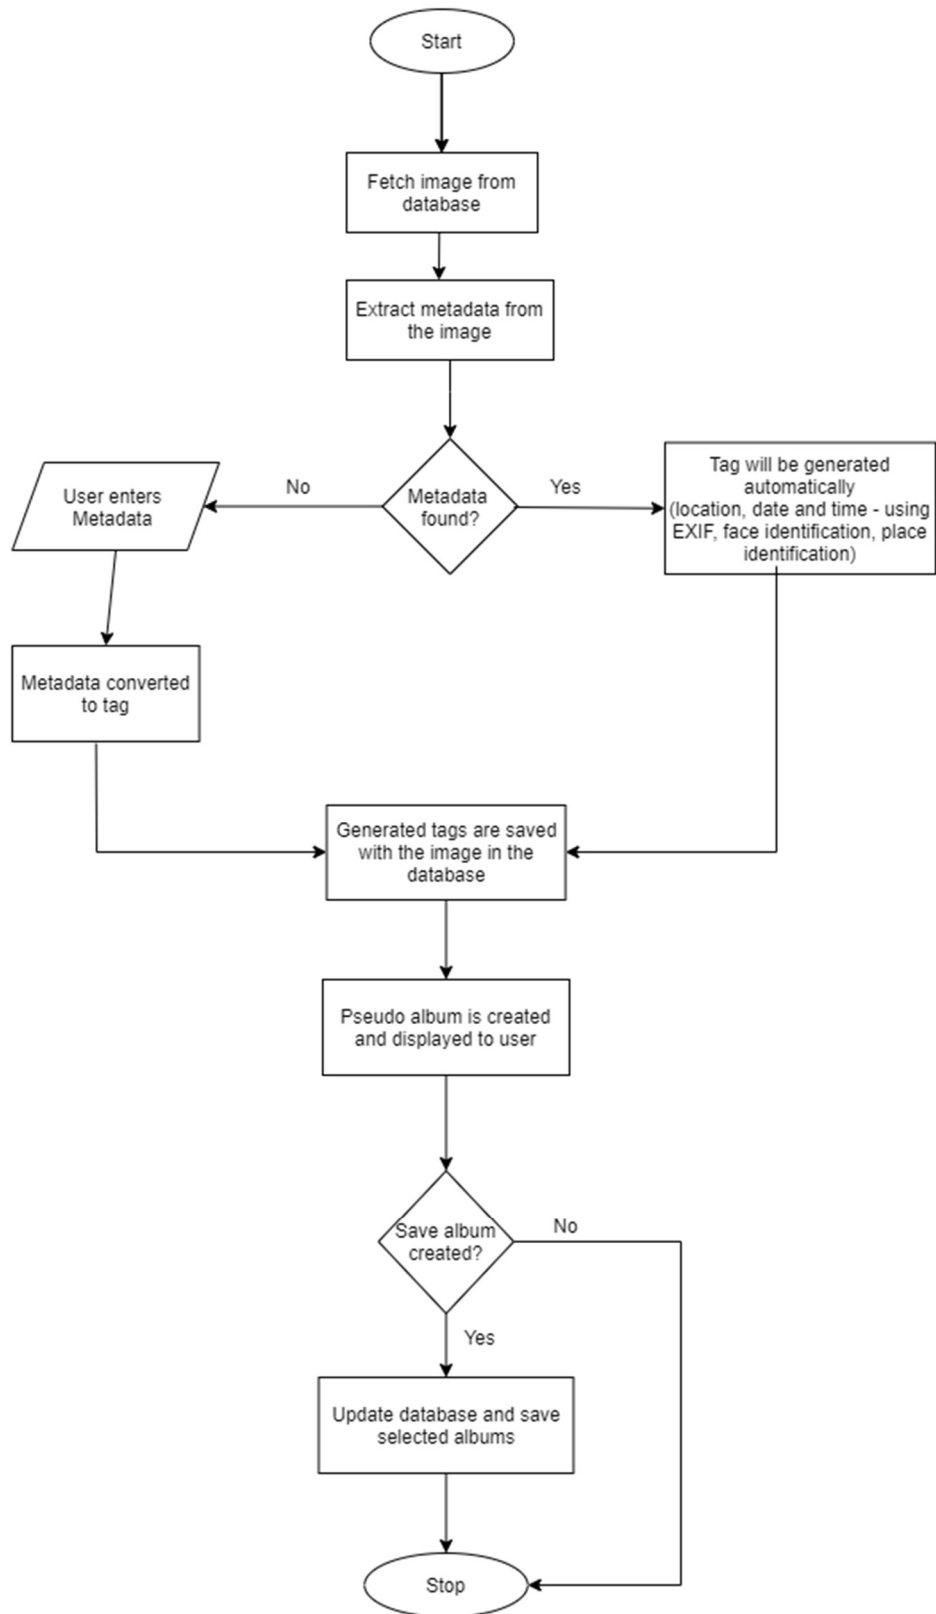 Start
Fetch image from
database
Extract metadata from
the image
Metadata
found?
No
Yes
User enters
Metadata
Tag will be generated
automatically
(location, date and time - using
EXIF, face identification, place
identification)
Metadata converted
to tag
Generated tags are saved
with the image in the
database
Pseudo album is created
and displayed to user
Save album
created?
No
Yes
Update database and save
selected albums
Stop